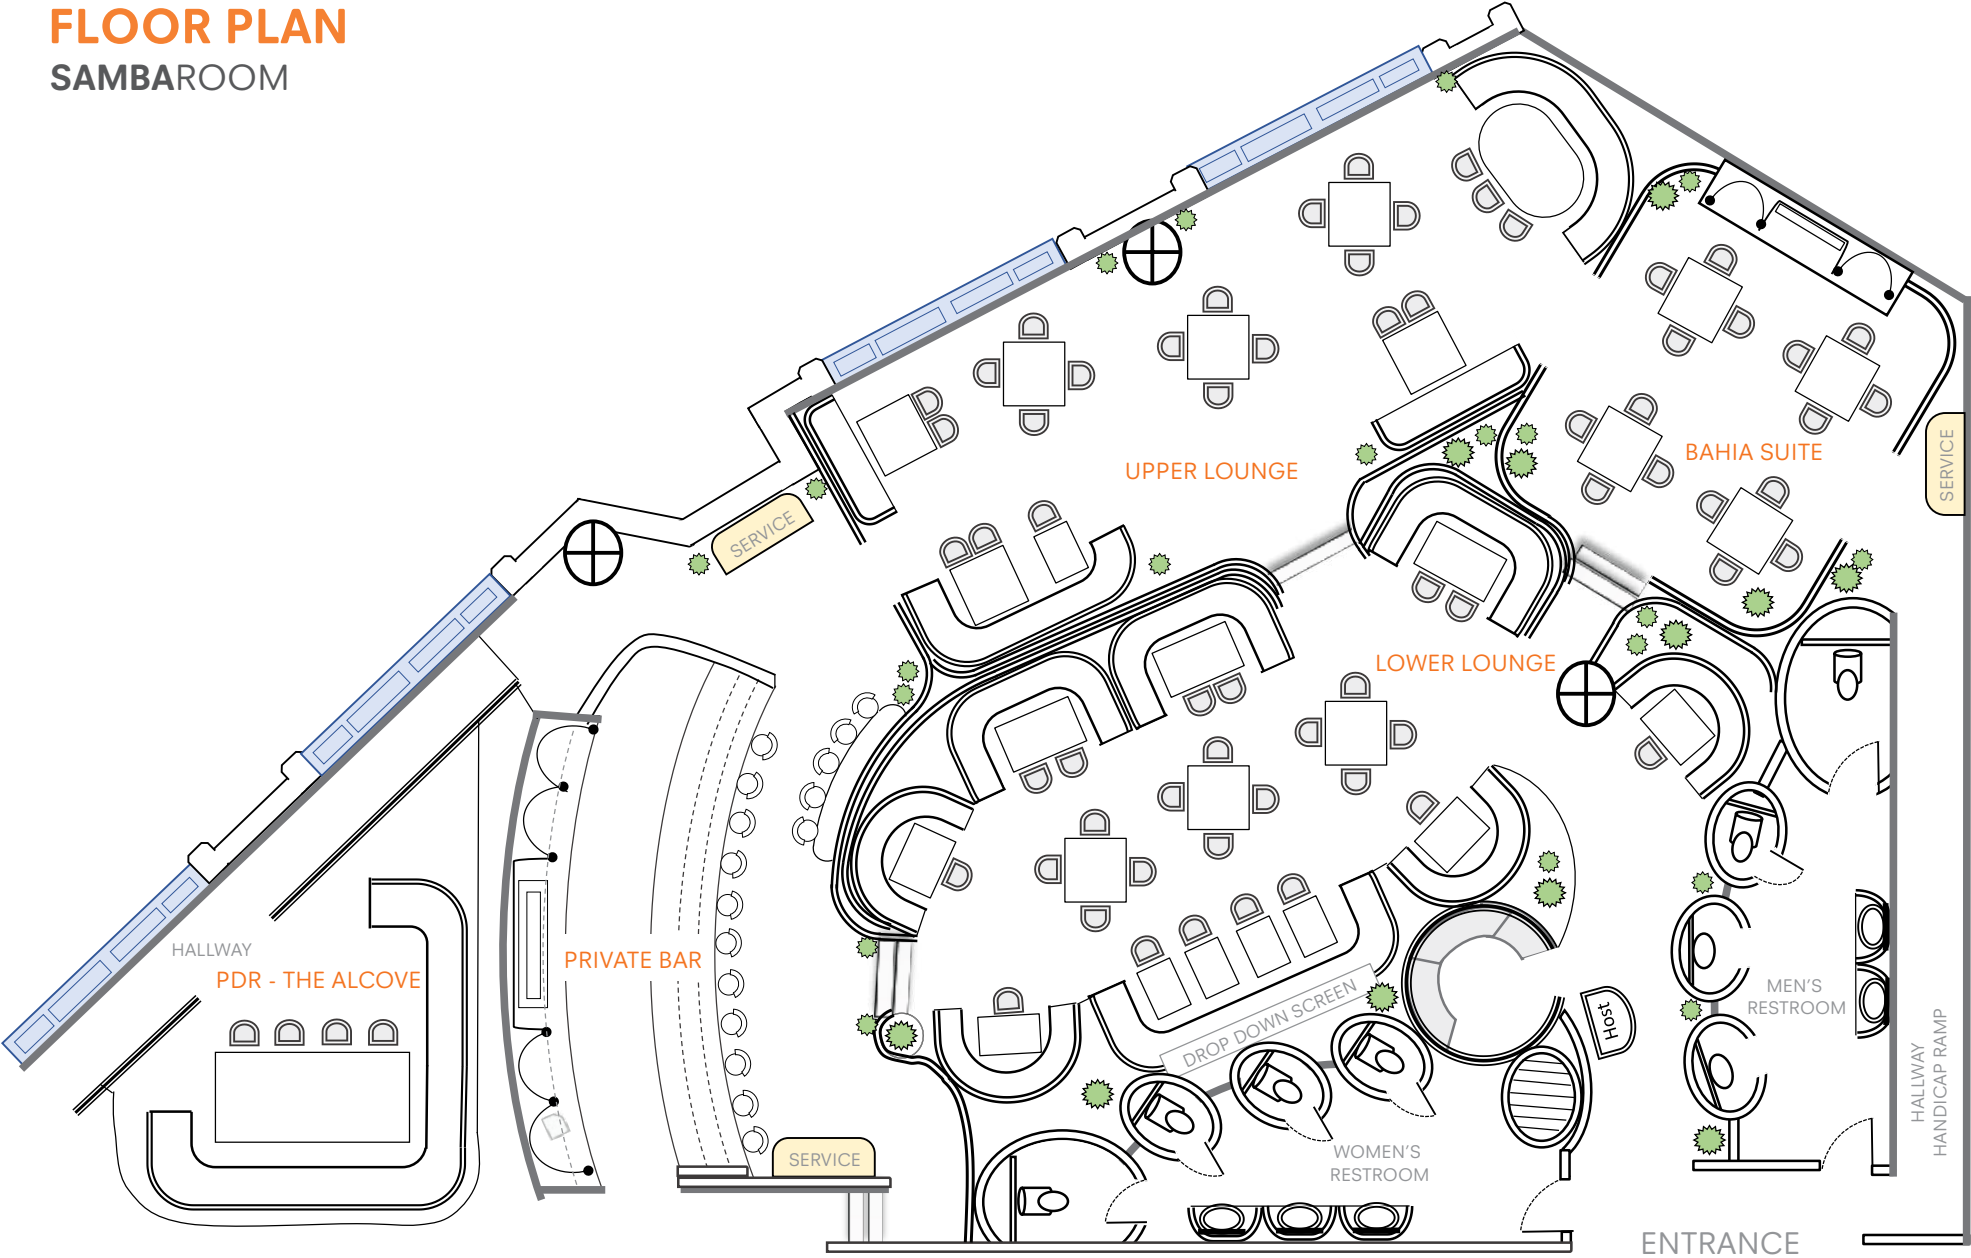 FLOOR PLAN
SAMBAROOM
UPPER LOUNGE
BAHIA SUITE
SERVICE
SERVICE
LOWER LOUNGE
HALLWAY
PDR - THE ALCOVE
PRIVATE BAR
DROP DOWN SCREEN
Host
MEN'S
RESTROOM
HALLWAY
HANDICAP RAMP
SERVICE
WOMEN'S
RESTROOM
ENTRANCE